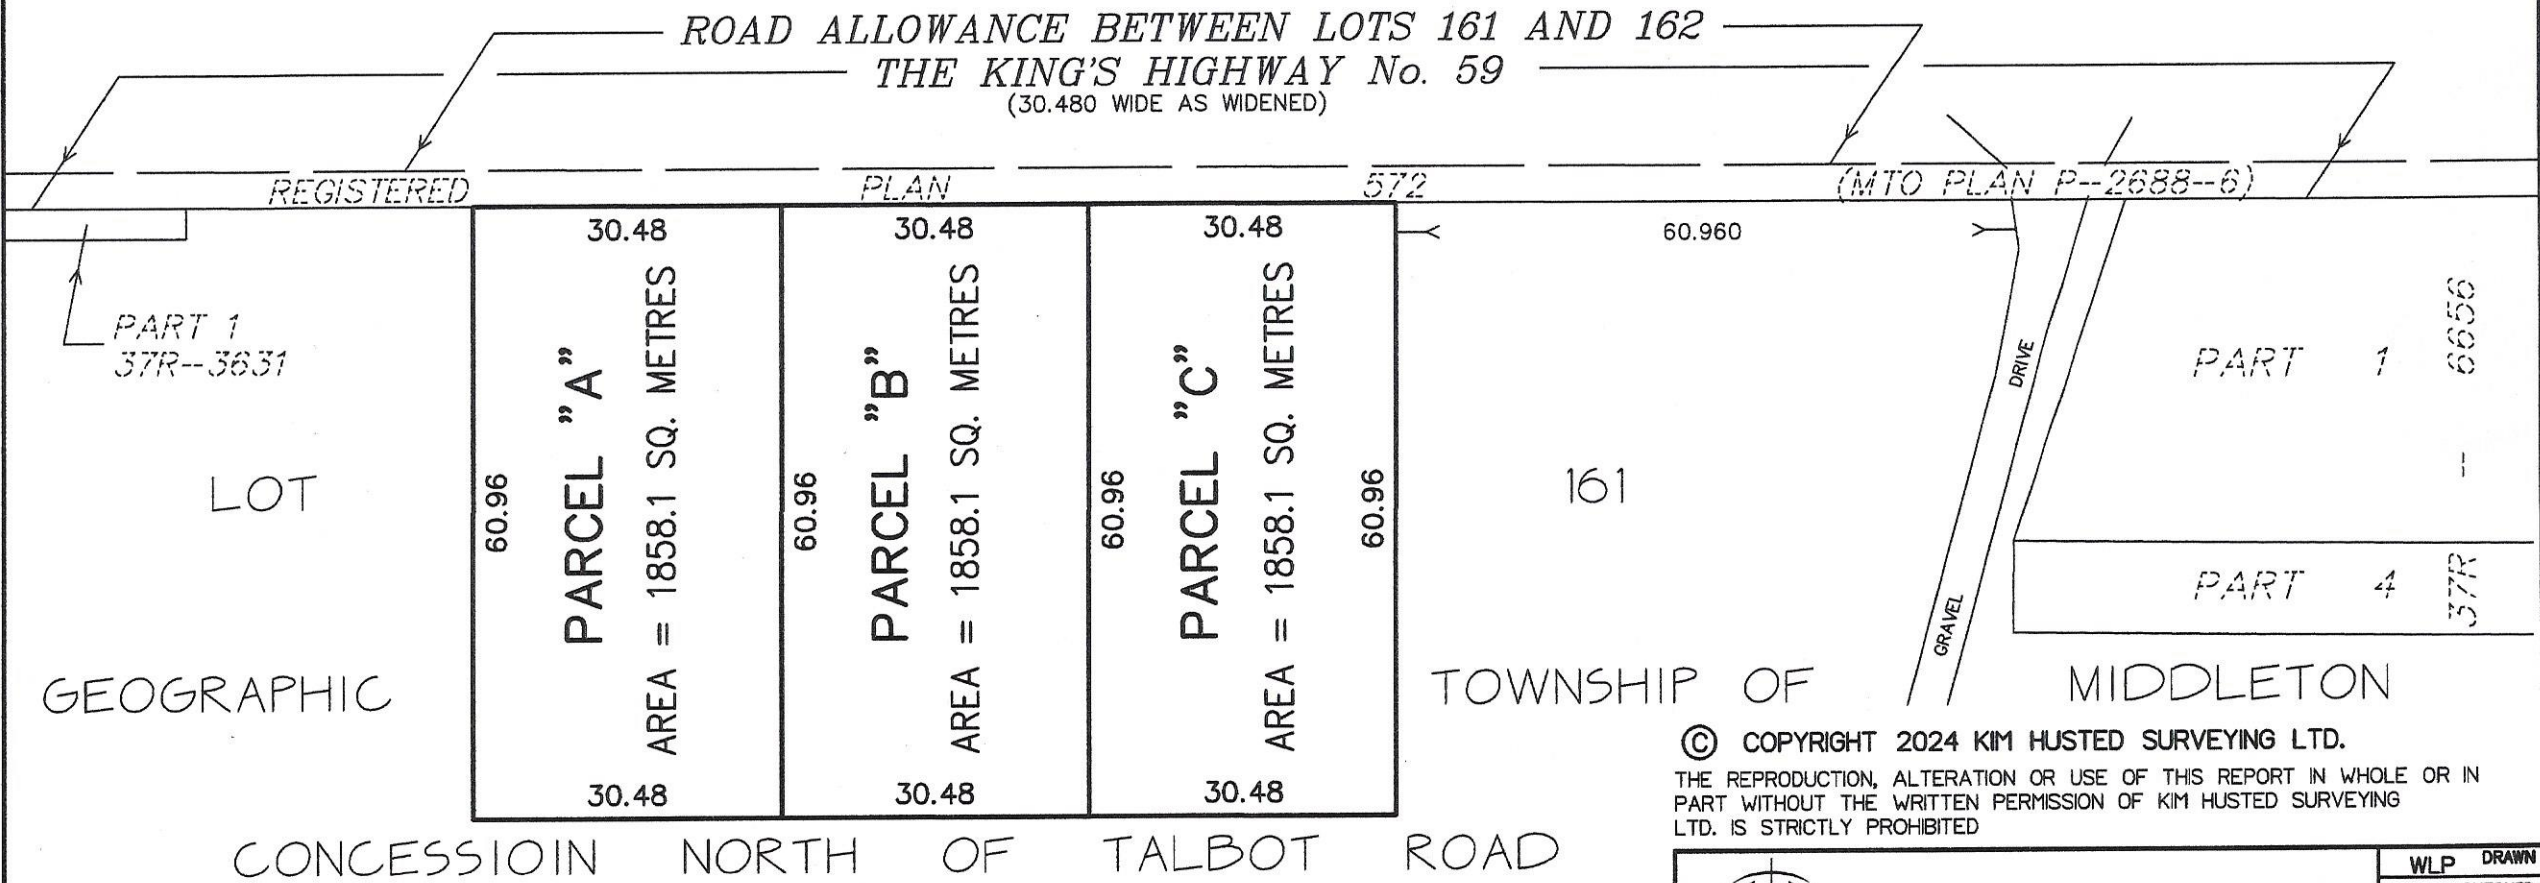 ROAD ALLOWANCE BETWEEN LOTS 161 AND 162
THE KING'S HIGHWAY No. 59
(30.480 WIDE AS WIDENED)
REGISTERED PLAN 572 (MTO PLAN P--2688--6)
30.48 30.48 30.48 60.960
PART 1
37R--3631
LOT
GEOGRAPHIC
60.96
PARCEL "A"
AREA = 1858.1 SQ. METRES
30.48
60.96
PARCEL "B"
AREA = 1858.1 SQ. METRES
30.48
60.96
PARCEL "C"
AREA = 1858.1 SQ. METRES
60.96
30.48
161
GRAVEL DRIVE
PART 1
PART 4
37R -- 6656
TOWNSHIP OF MIDDLETON
© COPYRIGHT 2024 KIM HUSTED SURVEYING LTD.
THE REPRODUCTION, ALTERATION OR USE OF THIS REPORT IN WHOLE OR IN
PART WITHOUT THE WRITTEN PERMISSION OF KIM HUSTED SURVEYING
LTD. IS STRICTLY PROHIBITED
CONCESSIOIN NORTH OF TALBOT ROAD
WLP DRAWN